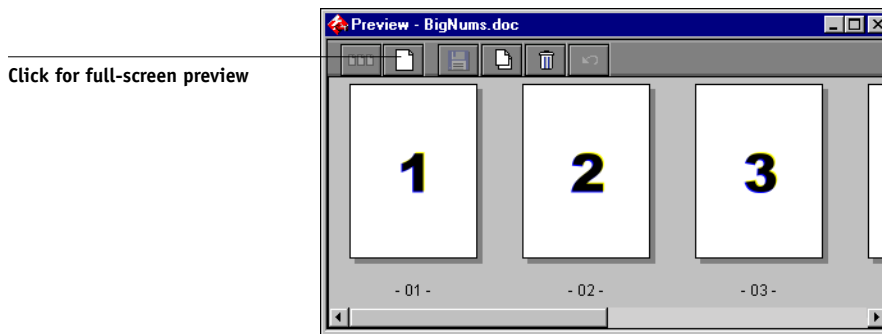 Preview - BigNums.doc
Click for full-screen preview
1 2 3
- 01 - - 02 - - 03 -